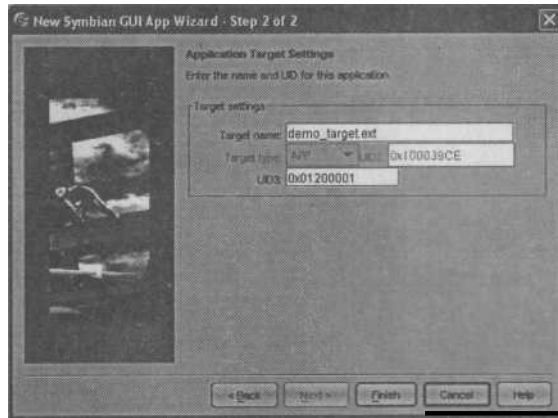 New Symbian GUI App Wizard - Step 2 of 2
Application Target Settings
Enter the name and UID for this application.
Target settings
Target name: demo_target.ext
Target type: APP UID2: 0x100039CE
UID3: 0x01200001
< Back Next > Finish Cancel Help